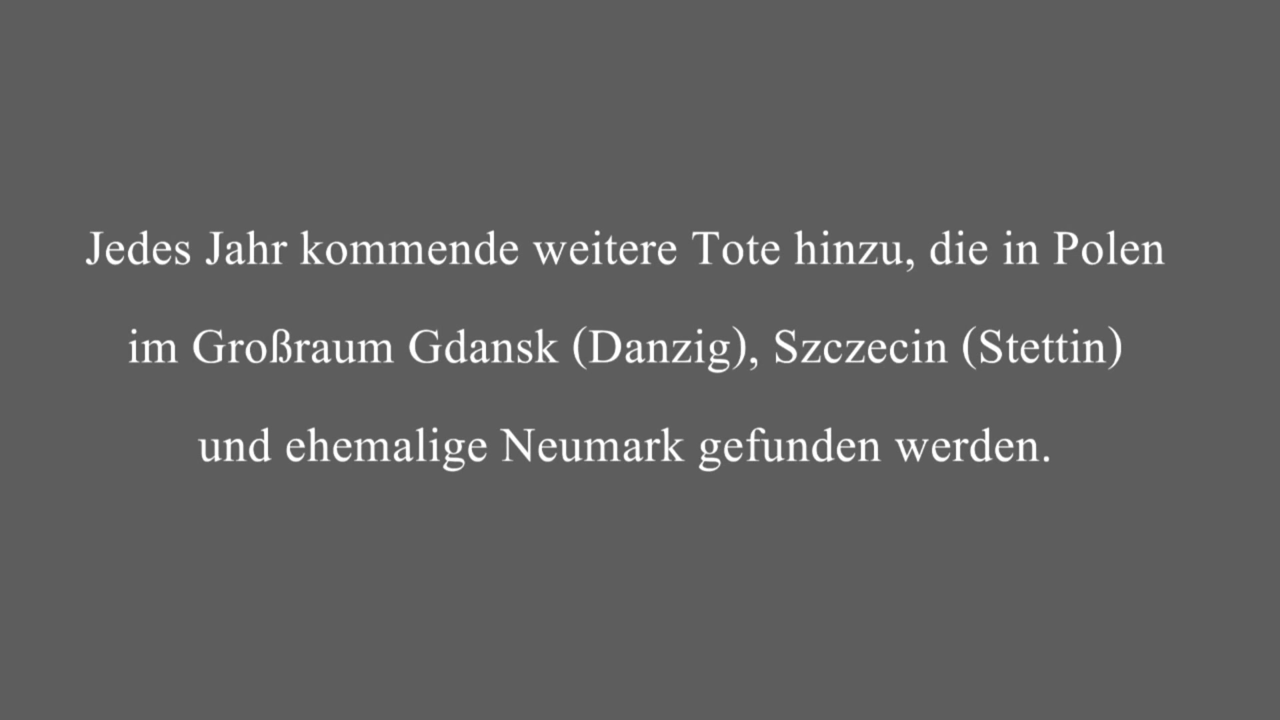 Jedes Jahr kommende weitere Tote hinzu, die in Polen
im Großraum Gdansk (Danzig), Szczecin (Stettin)
und ehemalige Neumark gefunden werden.